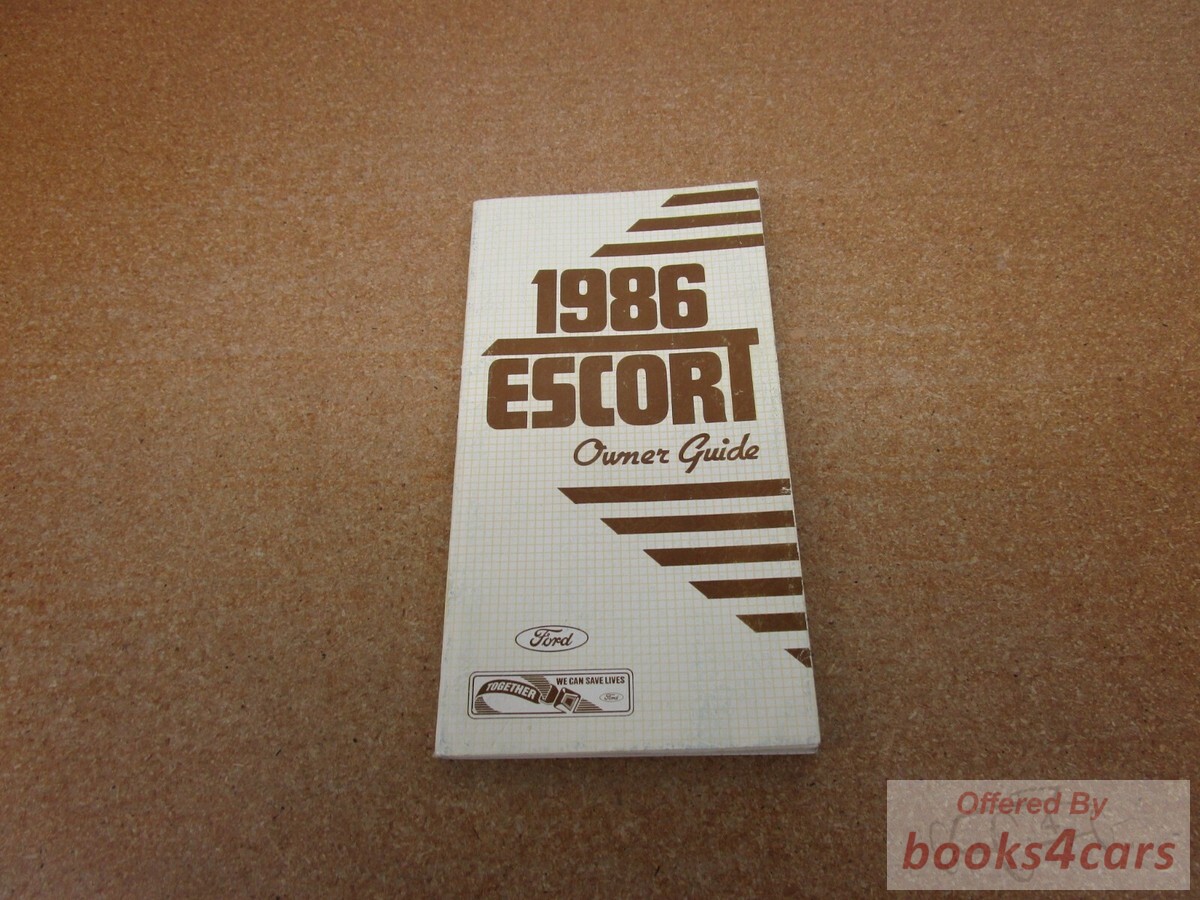 1986
ESCORT
Owner Guide
Ford
TOGETHER
WE CAN SAVE LIVES
Ford
Offered By
books4cars